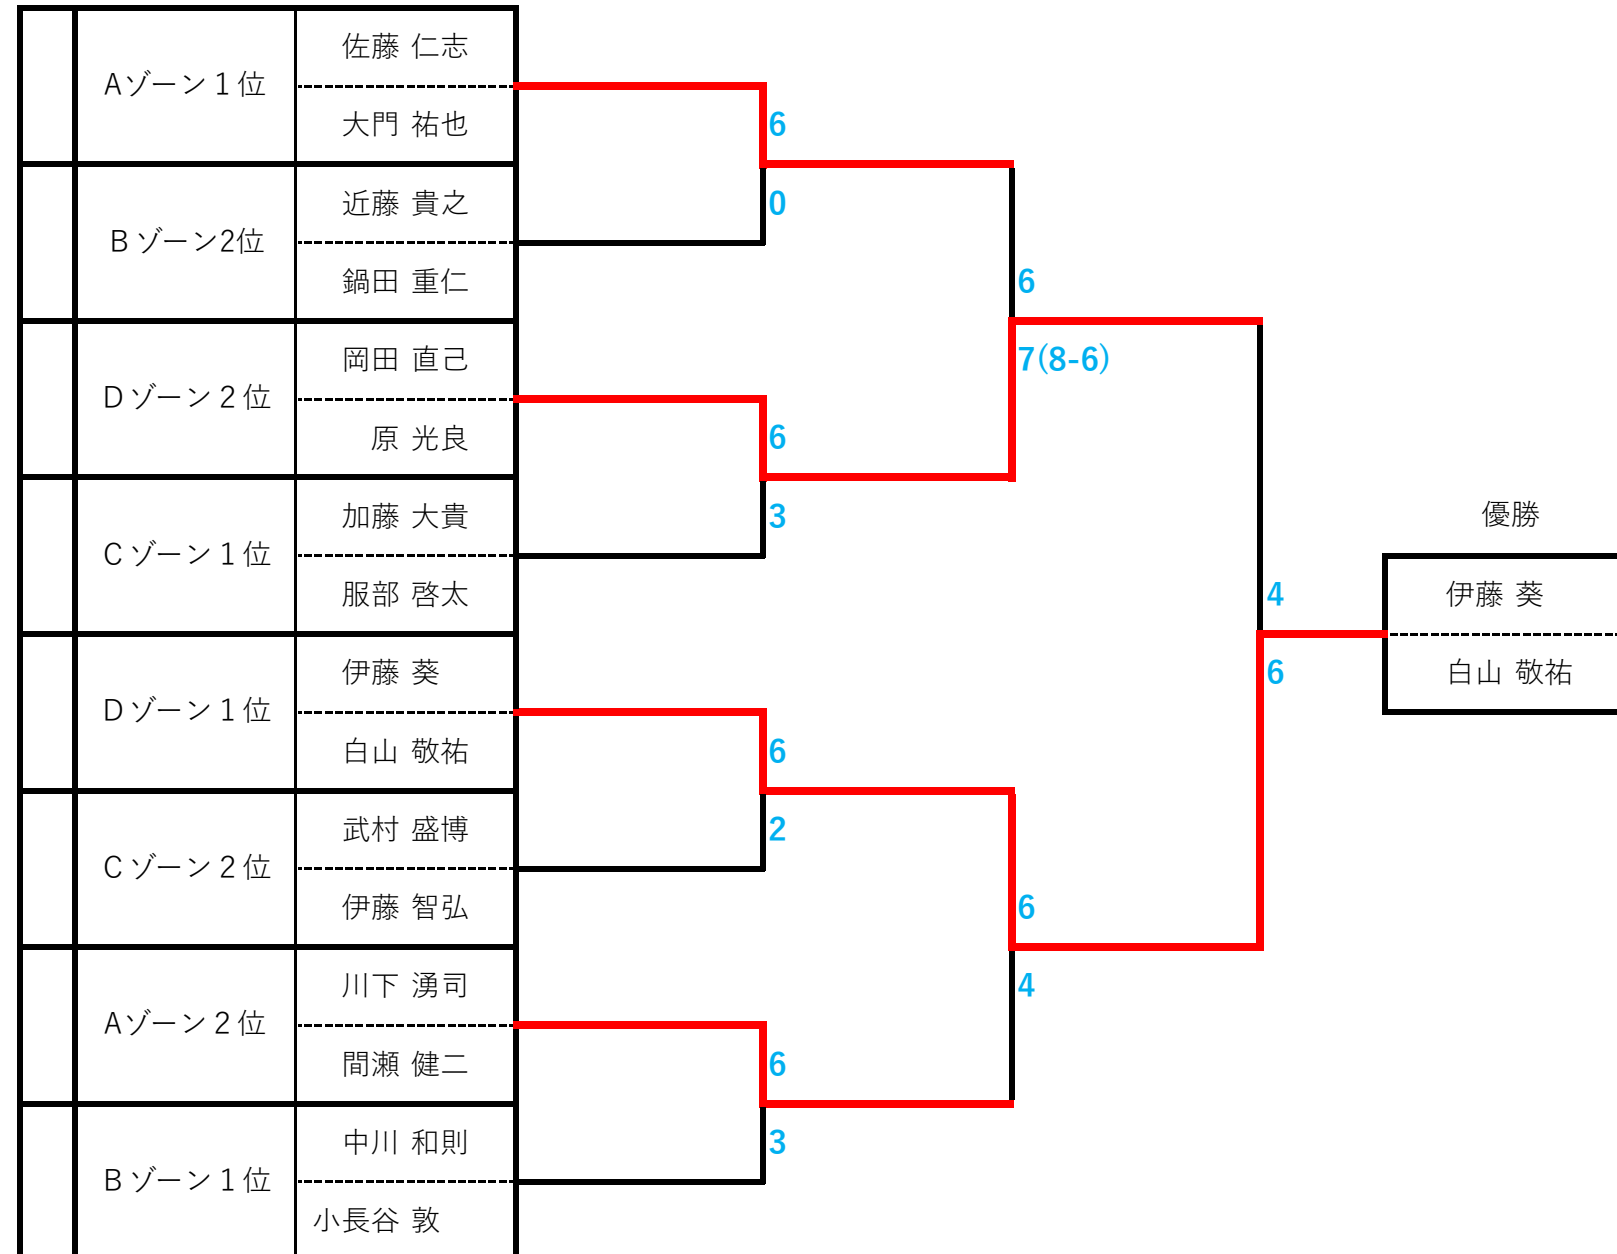 佐藤 仁志
Aゾーン１位
大門 祐也
6
近藤 貴之
0
Bゾーン2位
鍋田 重仁
6
岡田 直己
7(8-6)
Dゾーン２位
原 光良
6
加藤 大貴
3
優勝
Cゾーン１位
服部 啓太
4
伊藤 葵
伊藤 葵
6
白山 敬祐
Dゾーン１位
白山 敬祐
6
武村 盛博
2
Cゾーン２位
伊藤 智弘
6
川下 湧司
4
Aゾーン２位
間瀬 健二
6
中川 和則
3
Bゾーン１位
小長谷 敦